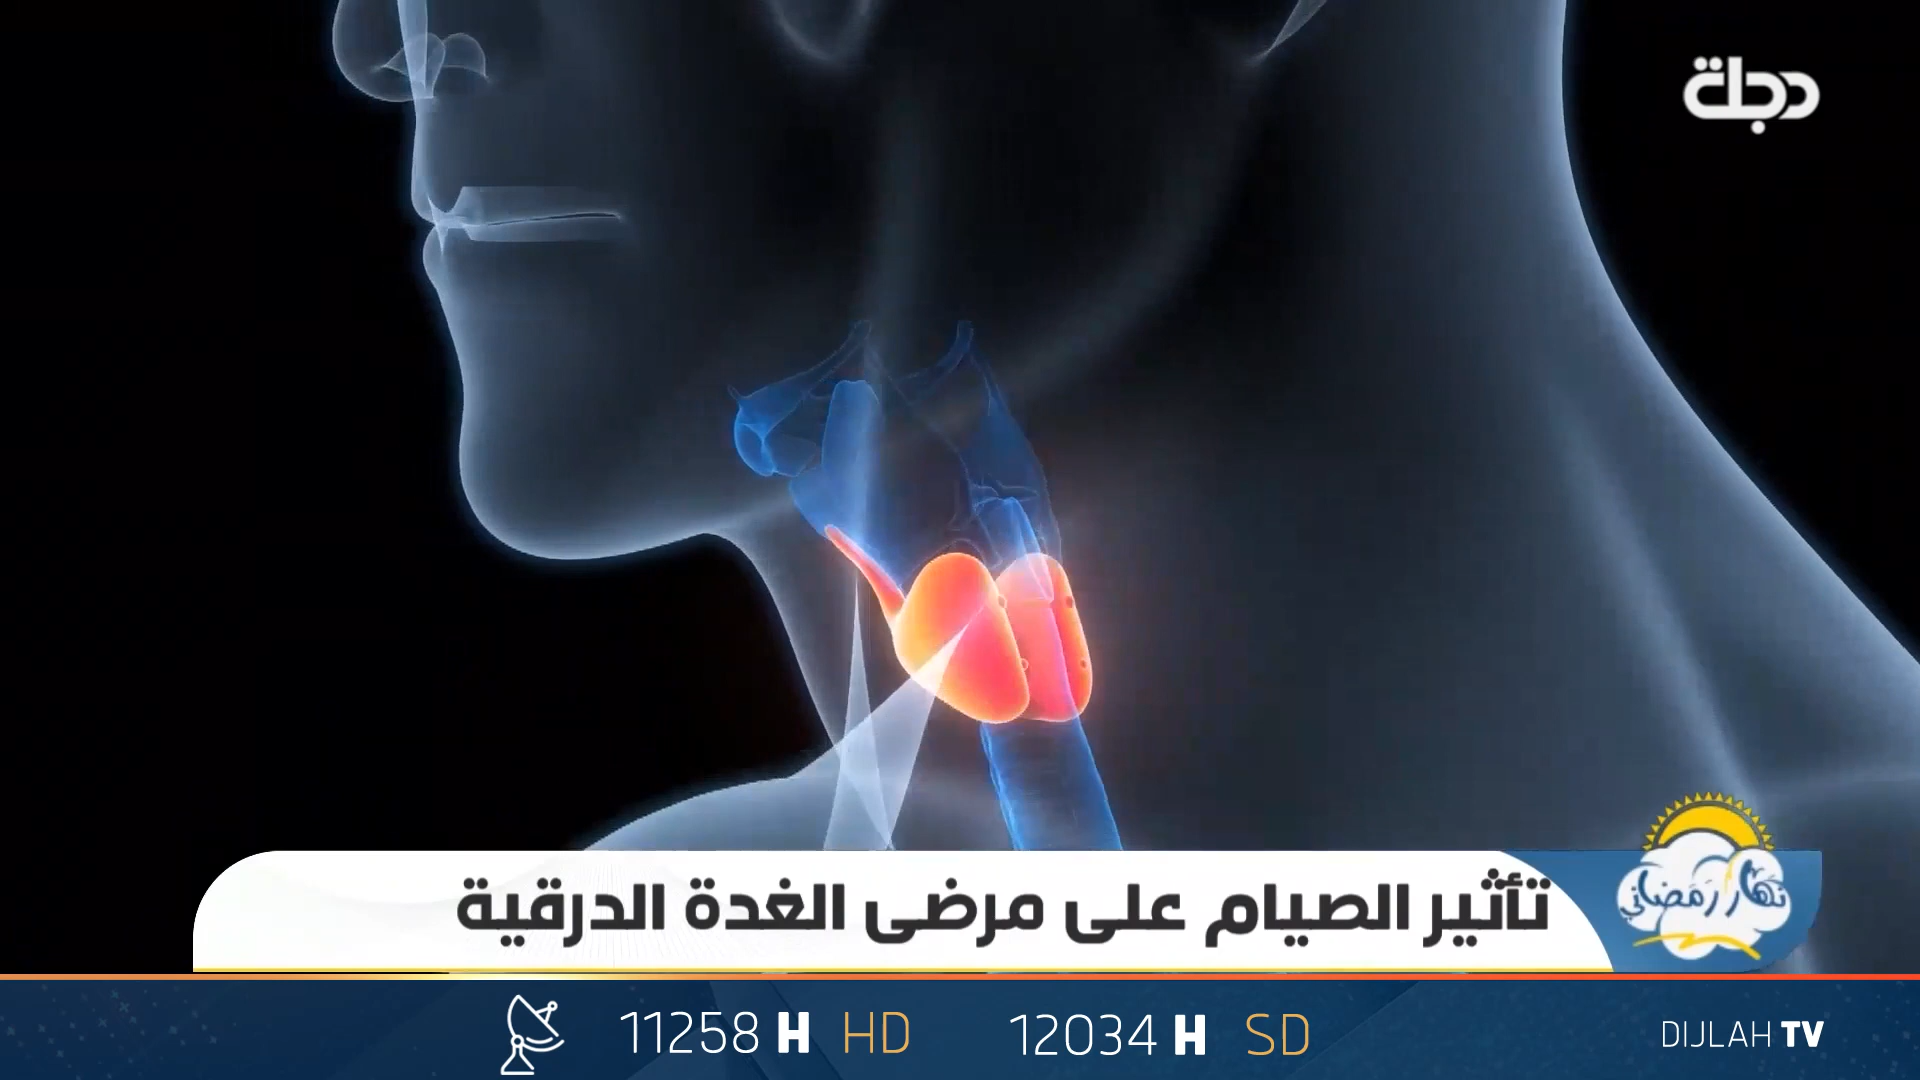 دجلة
تأثير الصيام على مرضى الغدة الدرقية
نهار رمضاني
11258 H HD 12034 H SD DIJLAH TV